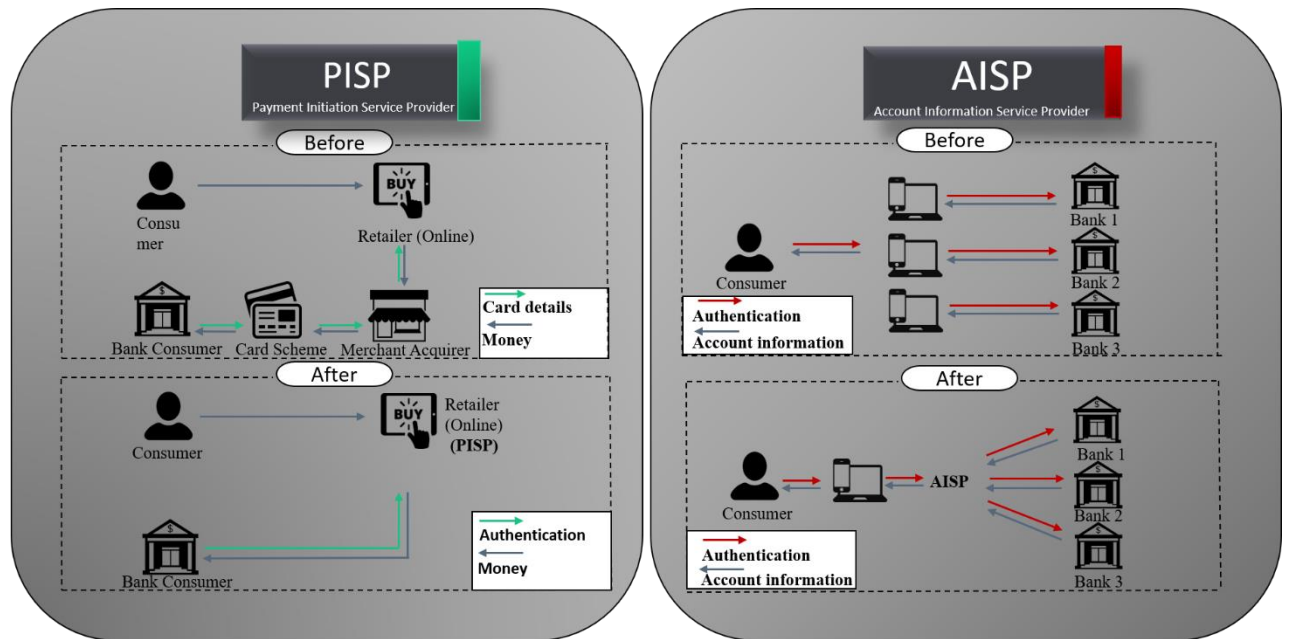 PISP
Payment Initiation Service Provider
Before
BUY
Consu
mer
Retailer (Online)
$
Bank Consumer
Card Scheme
Merchant Acquirer
Card details
Money
After
BUY
Retailer
(Online)
(PISP)
Consumer
$
Bank Consumer
Authentication
Money
AISP
Account Information Service Provider
Before
$
Bank 1
$
Bank 2
Consumer
$
Bank 3
Authentication
Account information
After
$
Bank 1
AISP
$
Bank 2
Consumer
$
Bank 3
Authentication
Account information